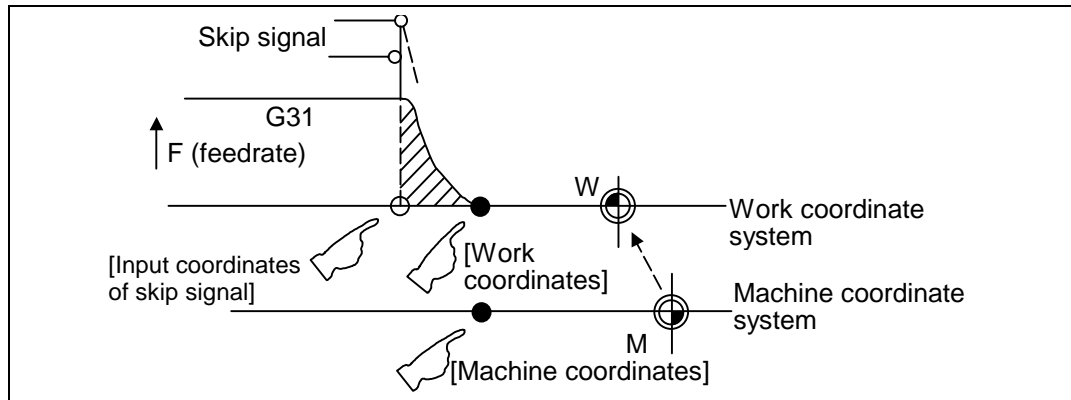 Skip signal
G31
F (feedrate)
W
Work coordinate
system
[Input coordinates
of skip signal]
[Work
coordinates]
Machine coordinate
system
M
[Machine coordinates]